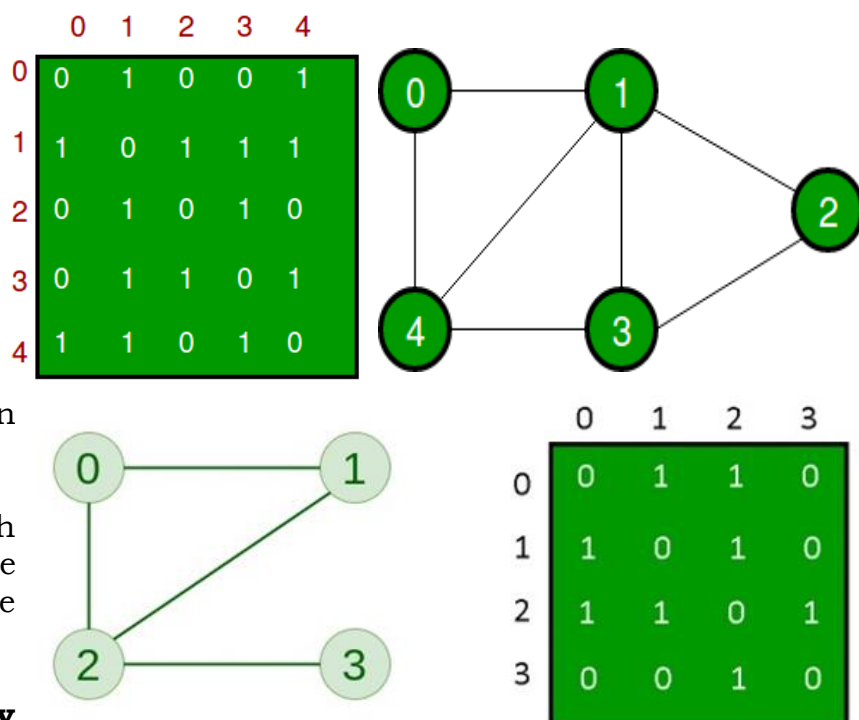 0 1 2 3 4
0 0 1 0 0 1
1 1 0 1 1 1
2 0 1 0 1 0
3 0 1 1 0 1
4 1 1 0 1 0
0 1
2
4 3
n
h
e
e
y
0 1
2 3
0 1 2 3
0 0 1 1 0
1 1 0 1 0
2 1 1 0 1
3 0 0 1 0